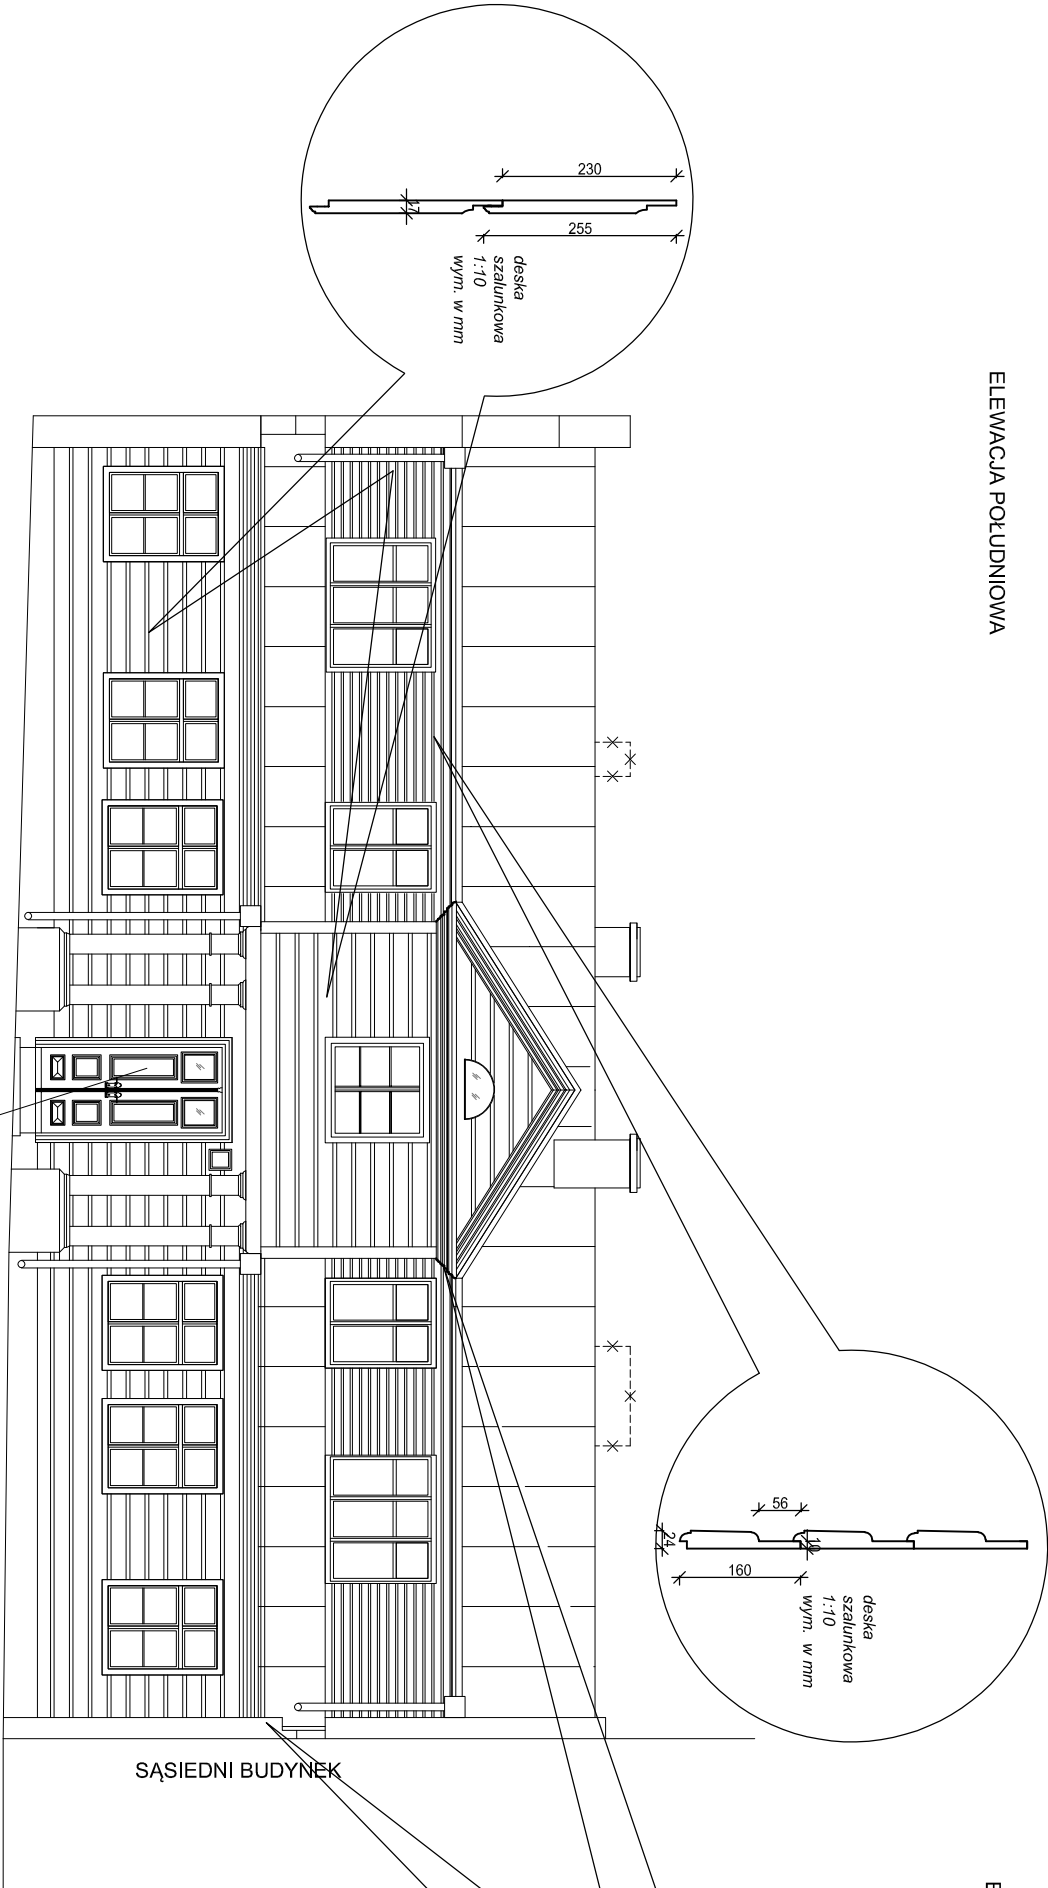 ELEWACJA POŁUDNIOWA
230
255
17
deska
szalunkowa
1:10
wym. w mm
56
24
10
160
deska
szalunkowa
1:10
wym. w mm
SĄSIEDNI BUDYNEK
E